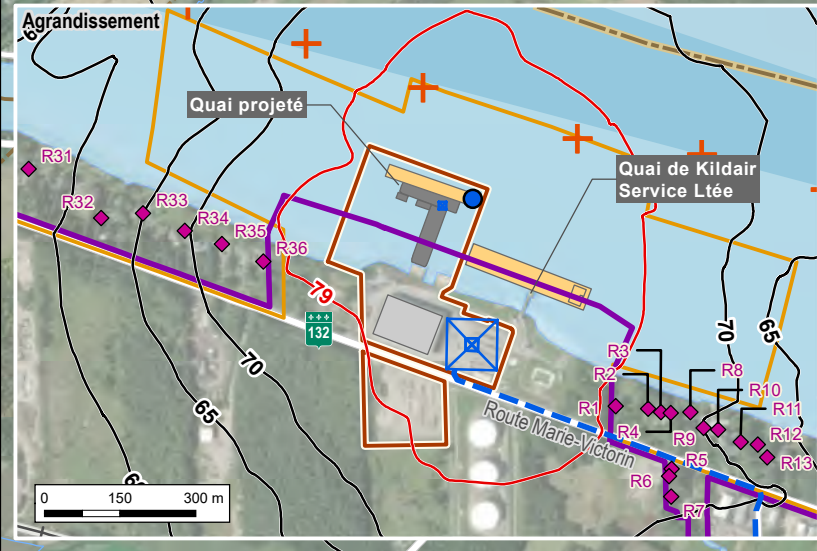 Agrandissement
65
Quai projeté
Quai de Kildair
Service Ltée
R31
R32
R33
R34
R35
R36
79
132
70
65
70
65
R3
R2
R8
R10
R1
R11
R4
R9
R12
R13
R5
R6
R7
Route Marie-Victorin
0 150 300 m